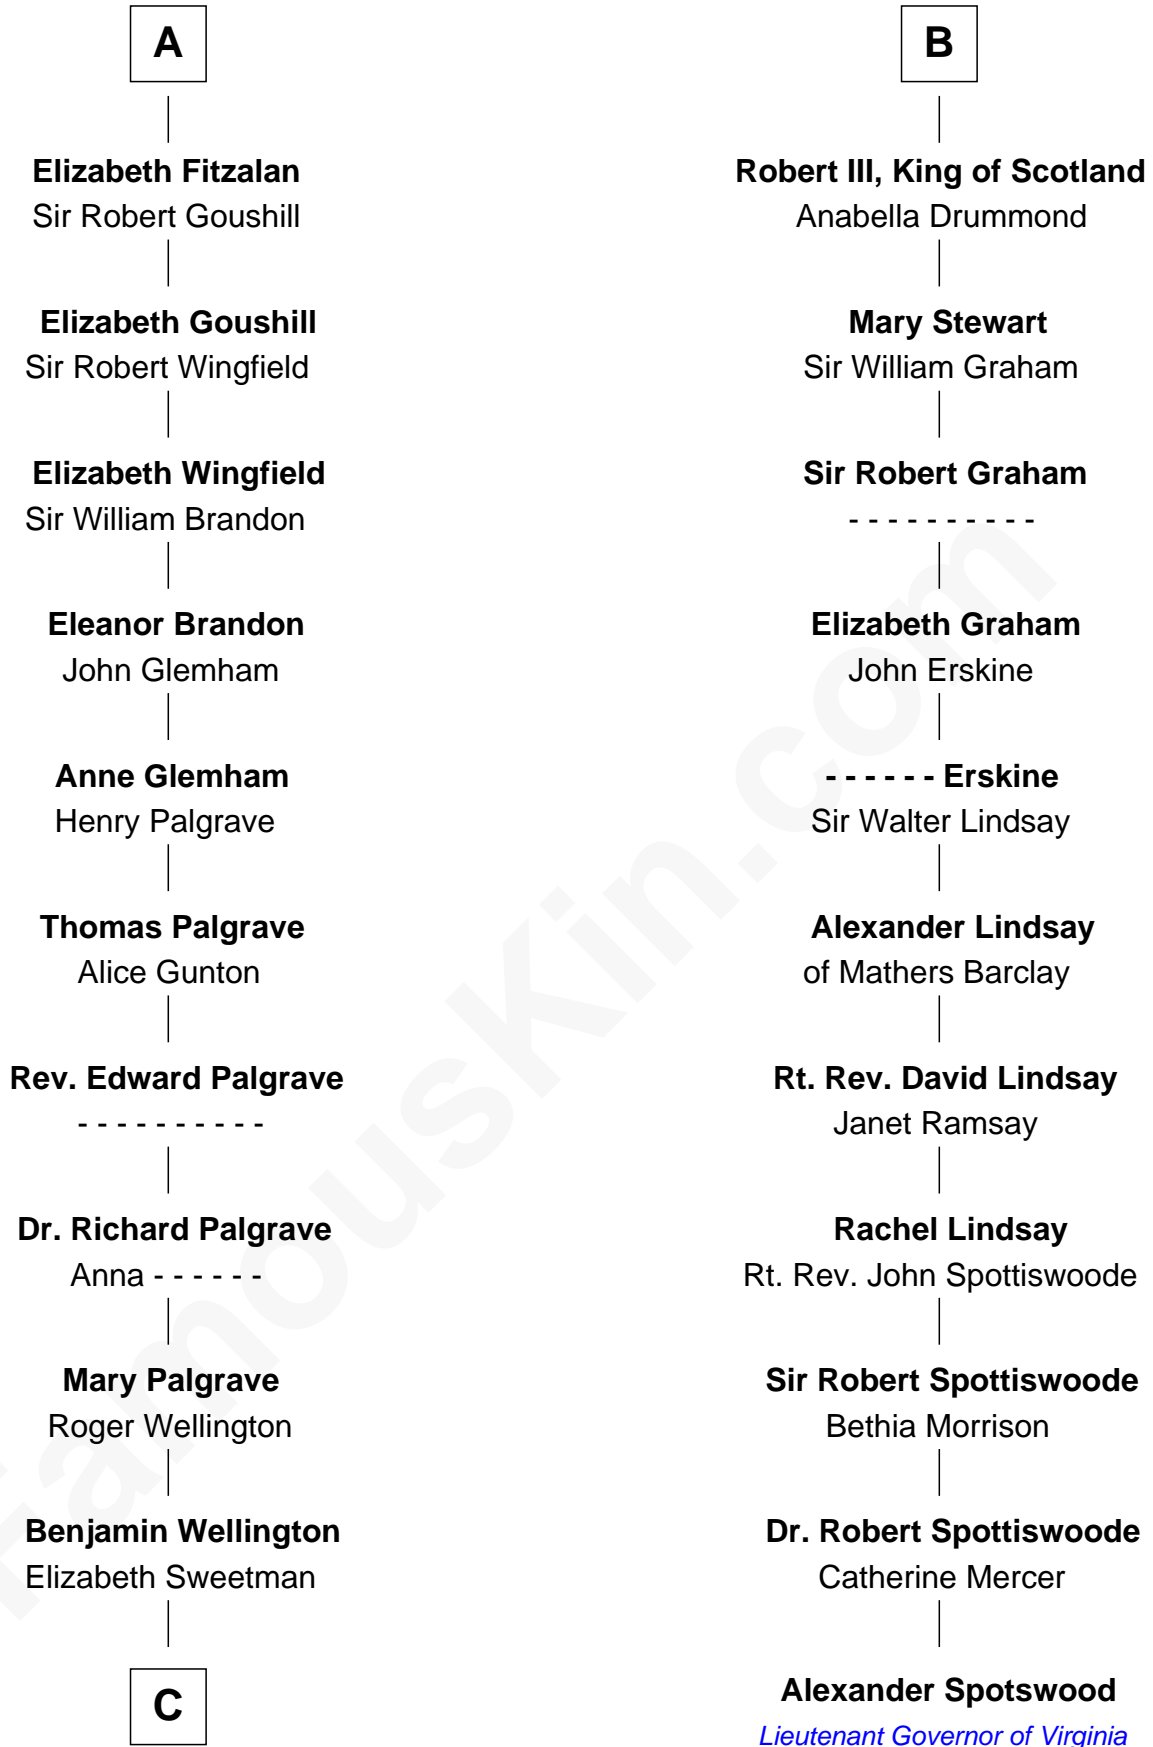 A
Elizabeth Fitzalan
Sir Robert Goushill
Elizabeth Goushill
Sir Robert Wingfield
Elizabeth Wingfield
Sir William Brandon
Eleanor Brandon
John Glemham
Anne Glemham
Henry Palgrave
Thomas Palgrave
Alice Gunton
Rev. Edward Palgrave
- - - - - - - - - -
Dr. Richard Palgrave
Anna - - - - - -
Mary Palgrave
Roger Wellington
Benjamin Wellington
Elizabeth Sweetman
C
B
Robert III, King of Scotland
Anabella Drummond
Mary Stewart
Sir William Graham
Sir Robert Graham
- - - - - - - - - -
Elizabeth Graham
John Erskine
- - - - - - Erskine
Sir Walter Lindsay
Alexander Lindsay
of Mathers Barclay
Rt. Rev. David Lindsay
Janet Ramsay
Rachel Lindsay
Rt. Rev. John Spottiswoode
Sir Robert Spottiswoode
Bethia Morrison
Dr. Robert Spottiswoode
Catherine Mercer
Alexander Spotswood
Lieutenant Governor of Virginia
FamousKin.com